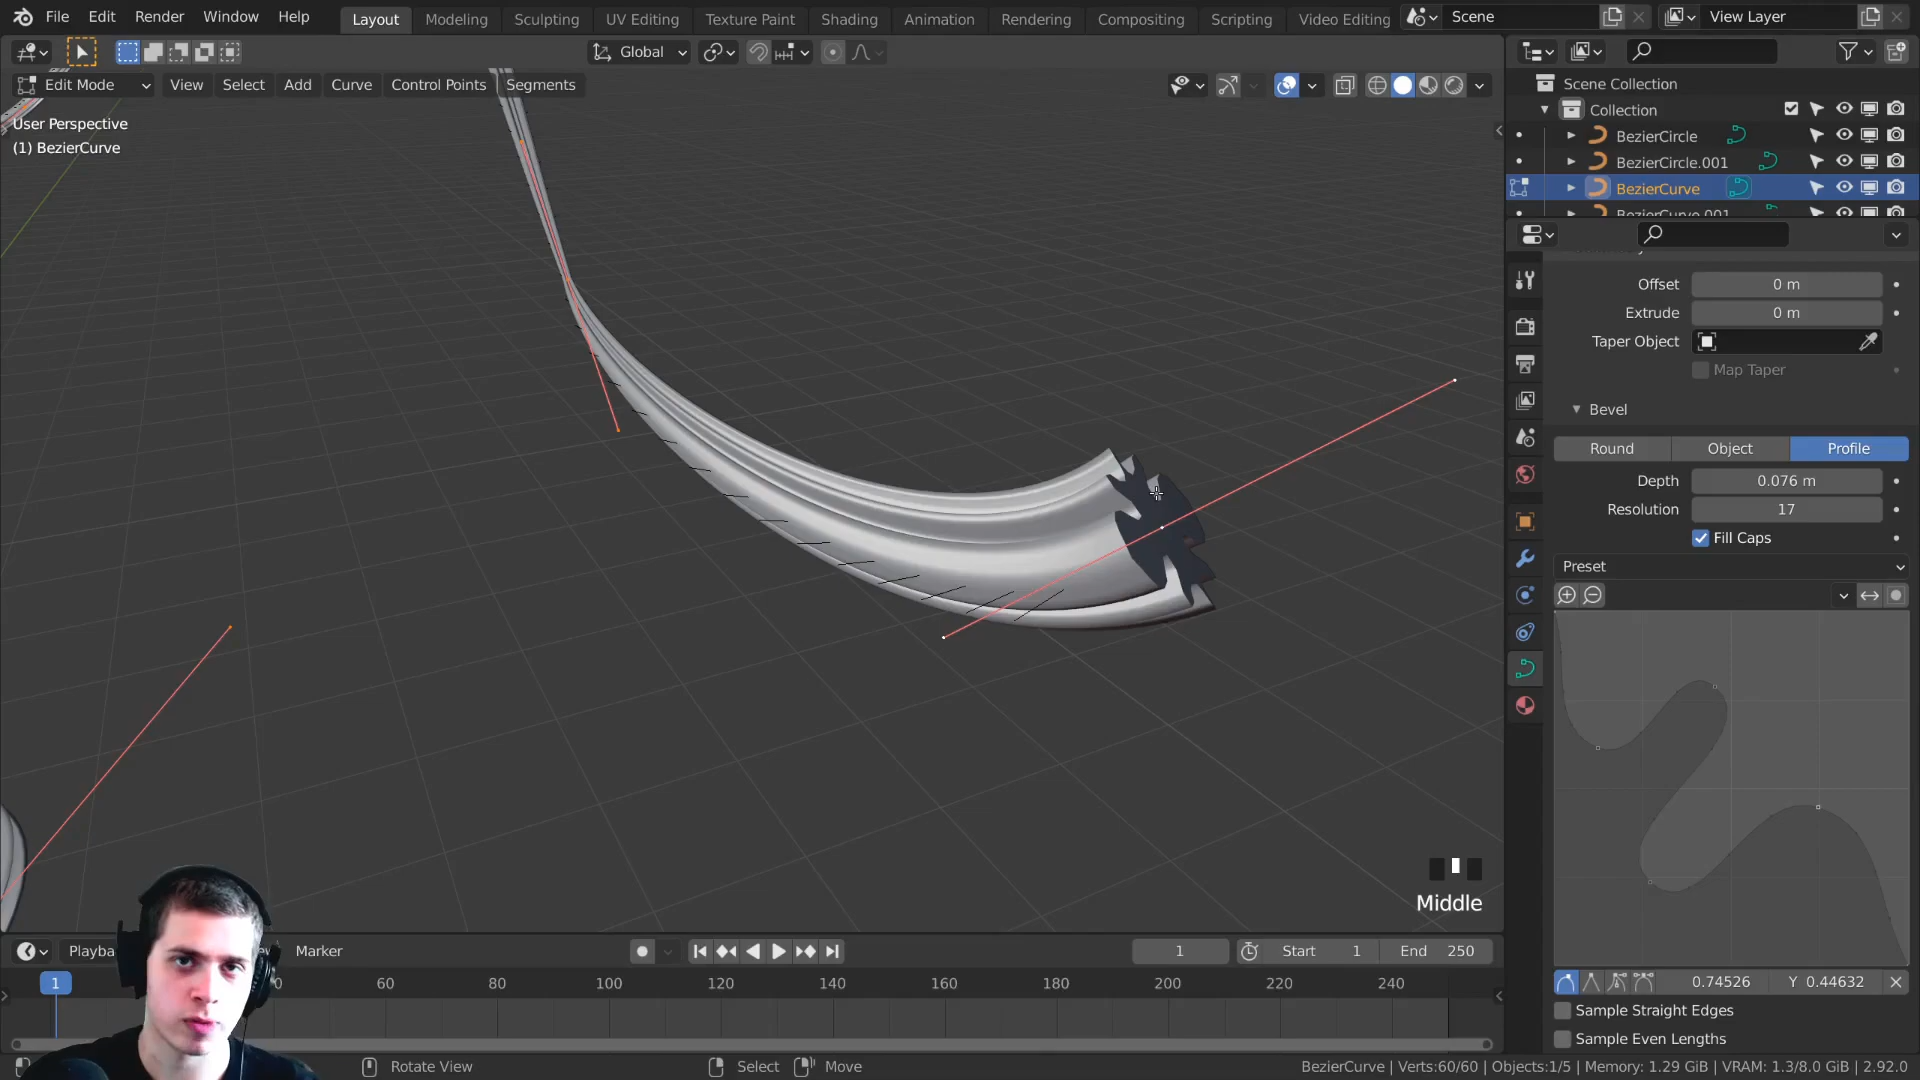 File Edit Render Window Help Layout Modeling Sculpting UV Editing Texture Paint Shading Animation Rendering Compositing Scripting Video Editing Scene View Layer
Global
Edit Mode View Select Add Curve Control Points Segments
User Perspective
(1) BezierCurve
Scene Collection
Collection
BezierCircle
BezierCircle.001
BezierCurve
BezierCurve.001
Offset 0 m
Extrude 0 m
Taper Object
Map Taper
Bevel
Round Object Profile
Depth 0.076 m
Resolution 17
Fill Caps
Preset
0.74526 Y 0.44632
Sample Straight Edges
Sample Even Lengths
Middle
Playba Marker 1 Start 1 End 250
1 60 80 100 120 140 160 180 200 220 240
Rotate View Select Move BezierCurve | Verts:60/60 | Objects:1/5 | Memory: 1.29 GiB | VRAM: 1.3/8.0 GiB | 2.92.0